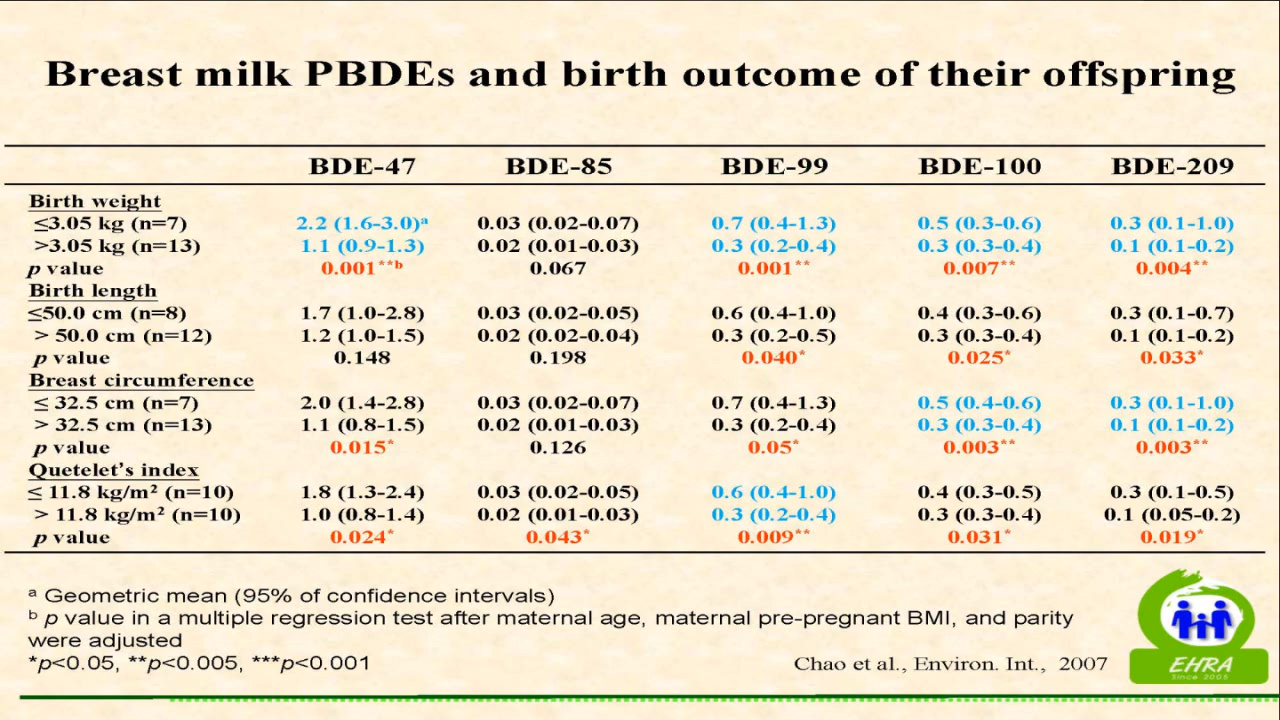 Breast milk PBDEs and birth outcome of their offspring
BDE-47 BDE-85 BDE-99 BDE-100 BDE-209
Birth weight
≤3.05 kg (n=7) 2.2 (1.6-3.0)ᵃ 0.03 (0.02-0.07) 0.7 (0.4-1.3) 0.5 (0.3-0.6) 0.3 (0.1-1.0)
>3.05 kg (n=13) 1.1 (0.9-1.3) 0.02 (0.01-0.03) 0.3 (0.2-0.4) 0.3 (0.3-0.4) 0.1 (0.1-0.2)
p value 0.001**ᵇ 0.067 0.001** 0.007** 0.004**
Birth length
≤50.0 cm (n=8) 1.7 (1.0-2.8) 0.03 (0.02-0.05) 0.6 (0.4-1.0) 0.4 (0.3-0.6) 0.3 (0.1-0.7)
> 50.0 cm (n=12) 1.2 (1.0-1.5) 0.02 (0.02-0.04) 0.3 (0.2-0.5) 0.3 (0.3-0.4) 0.1 (0.1-0.2)
p value 0.148 0.198 0.040* 0.025* 0.033*
Breast circumference
≤ 32.5 cm (n=7) 2.0 (1.4-2.8) 0.03 (0.02-0.07) 0.7 (0.4-1.3) 0.5 (0.4-0.6) 0.3 (0.1-1.0)
> 32.5 cm (n=13) 1.1 (0.8-1.5) 0.02 (0.01-0.03) 0.3 (0.2-0.4) 0.3 (0.3-0.4) 0.1 (0.1-0.2)
p value 0.015* 0.126 0.05* 0.003** 0.003**
Quetelet's index
≤ 11.8 kg/m² (n=10) 1.8 (1.3-2.4) 0.03 (0.02-0.05) 0.6 (0.4-1.0) 0.4 (0.3-0.5) 0.3 (0.1-0.5)
> 11.8 kg/m² (n=10) 1.0 (0.8-1.4) 0.02 (0.01-0.03) 0.3 (0.2-0.4) 0.3 (0.3-0.4) 0.1 (0.05-0.2)
p value 0.024* 0.043* 0.009** 0.031* 0.019*
ᵃ Geometric mean (95% of confidence intervals)
ᵇ p value in a multiple regression test after maternal age, maternal pre-pregnant BMI, and parity
were adjusted
*p<0.05, **p<0.005, ***p<0.001
Chao et al., Environ. Int., 2007
EHRA
Since 2005